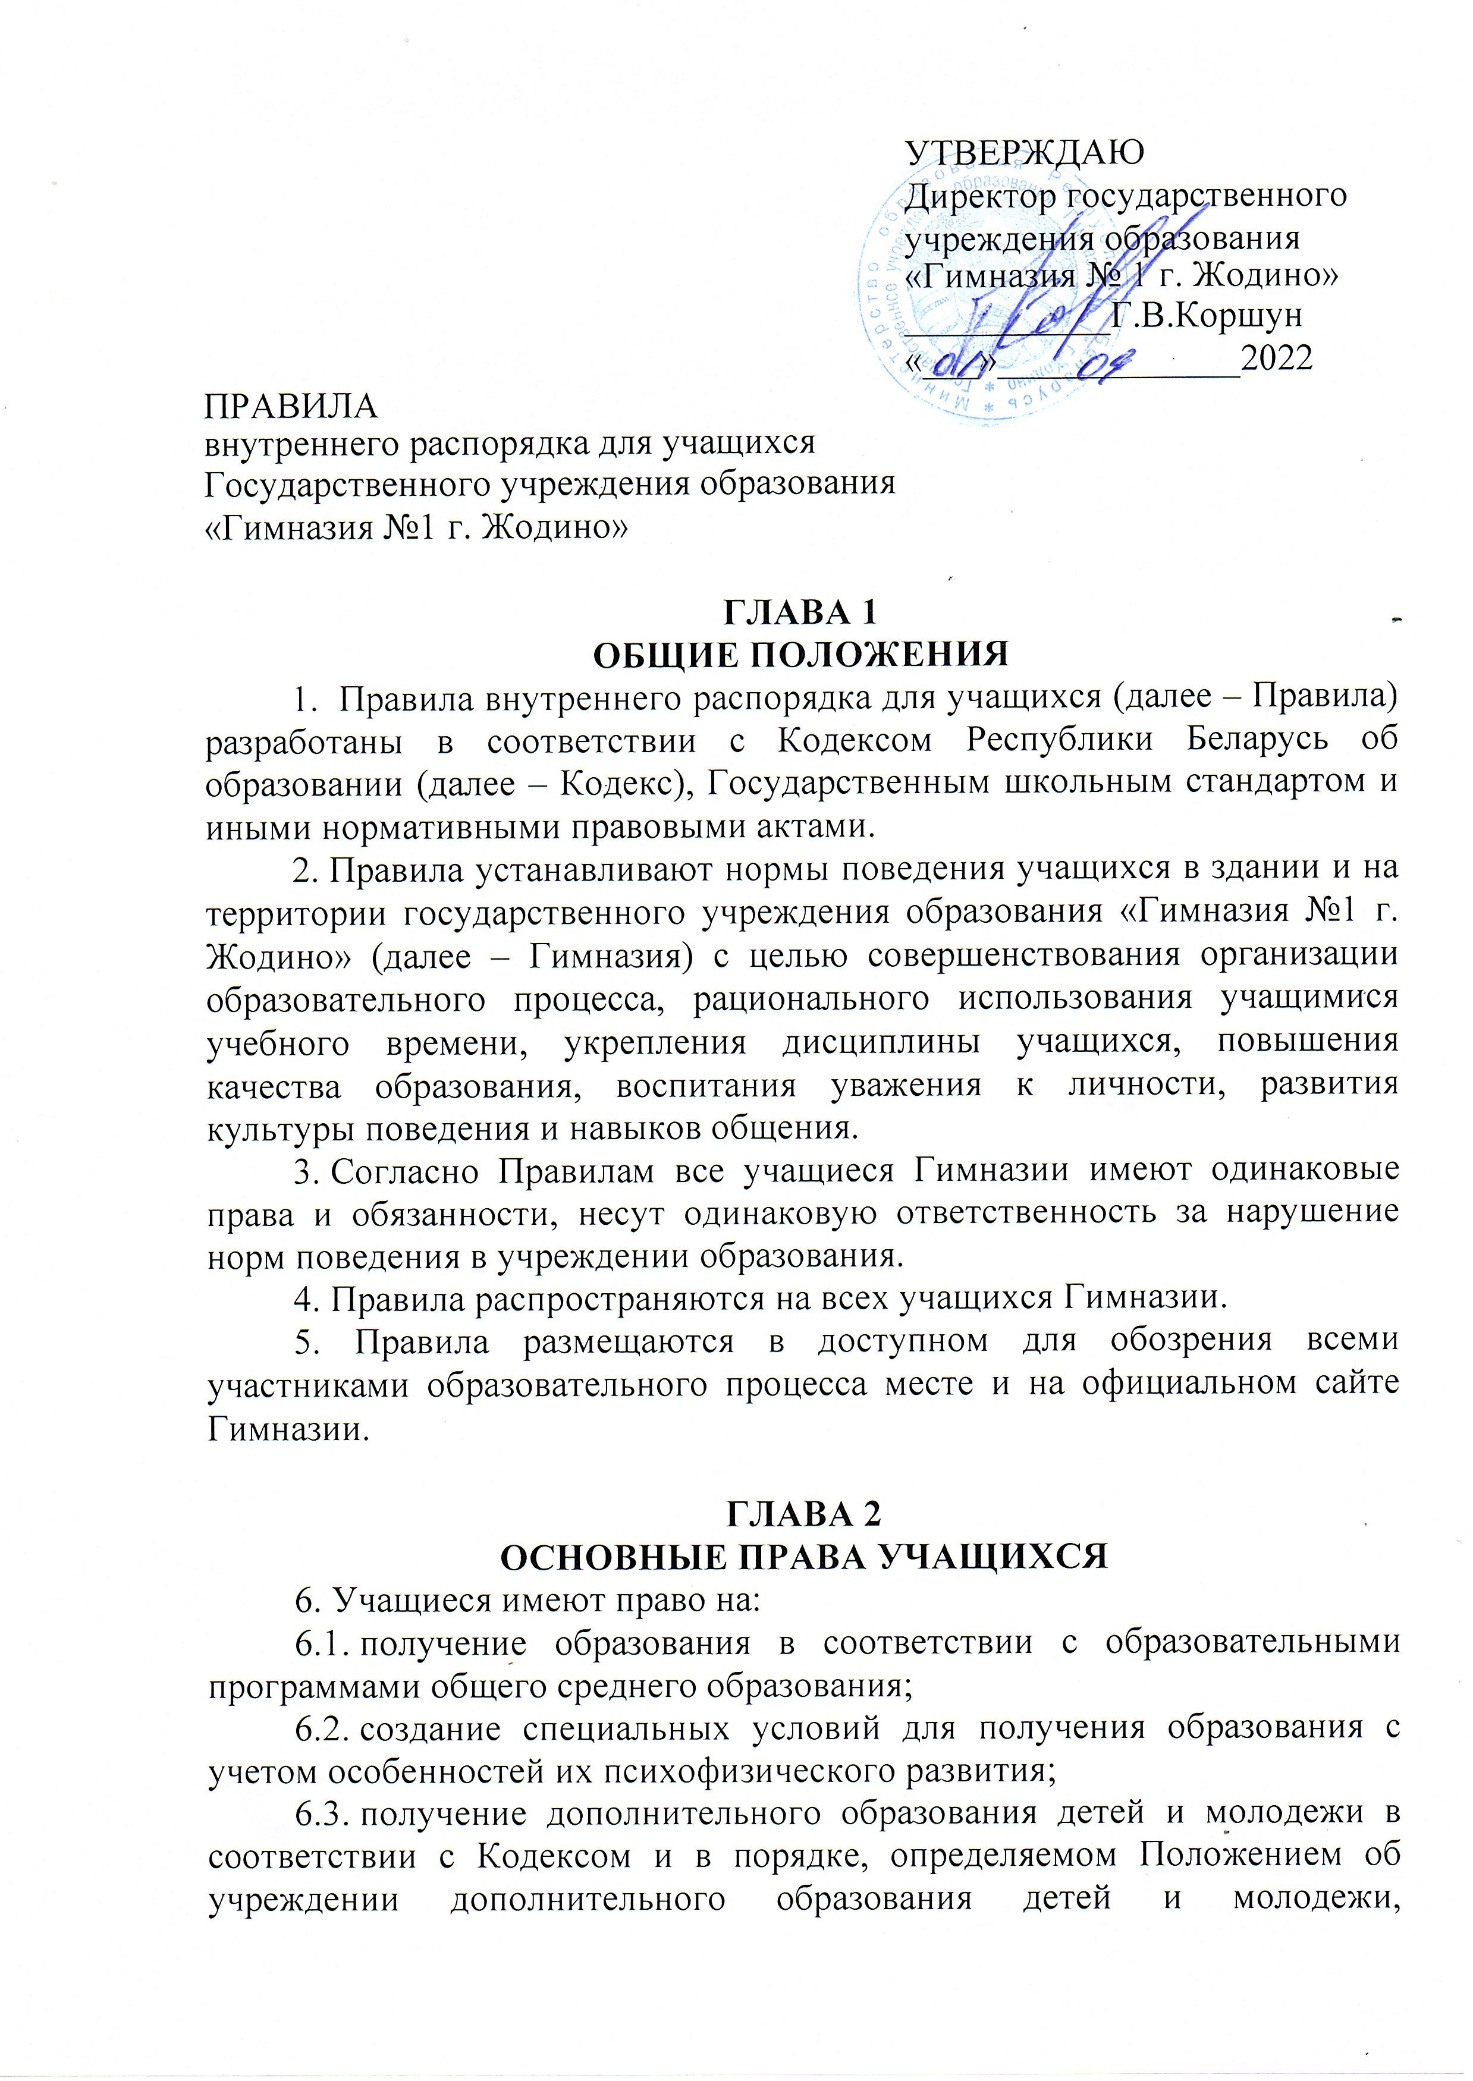 УТВЕРЖДАЮ
Директор государственного
учреждения образования
«Гимназия № 1 г. Жодино»
Г.В.Коршун
«01» 09 2022
ПРАВИЛА
внутреннего распорядка для учащихся
Государственного учреждения образования
«Гимназия №1 г. Жодино»
ГЛАВА 1
ОБЩИЕ ПОЛОЖЕНИЯ
1. Правила внутреннего распорядка для учащихся (далее – Правила)
разработаны в соответствии с Кодексом Республики Беларусь об
образовании (далее – Кодекс), Государственным школьным стандартом и
иными нормативными правовыми актами.
2. Правила устанавливают нормы поведения учащихся в здании и на
территории государственного учреждения образования «Гимназия №1 г.
Жодино» (далее – Гимназия) с целью совершенствования организации
образовательного процесса, рационального использования учащимися
учебного времени, укрепления дисциплины учащихся, повышения
качества образования, воспитания уважения к личности, развития
культуры поведения и навыков общения.
3. Согласно Правилам все учащиеся Гимназии имеют одинаковые
права и обязанности, несут одинаковую ответственность за нарушение
норм поведения в учреждении образования.
4. Правила распространяются на всех учащихся Гимназии.
5. Правила размещаются в доступном для обозрения всеми
участниками образовательного процесса месте и на официальном сайте
Гимназии.
ГЛАВА 2
ОСНОВНЫЕ ПРАВА УЧАЩИХСЯ
6. Учащиеся имеют право на:
6.1. получение образования в соответствии с образовательными
программами общего среднего образования;
6.2. создание специальных условий для получения образования с
учетом особенностей их психофизического развития;
6.3. получение дополнительного образования детей и молодежи в
соответствии с Кодексом и в порядке, определяемом Положением об
учреждении дополнительного образования детей и молодежи,